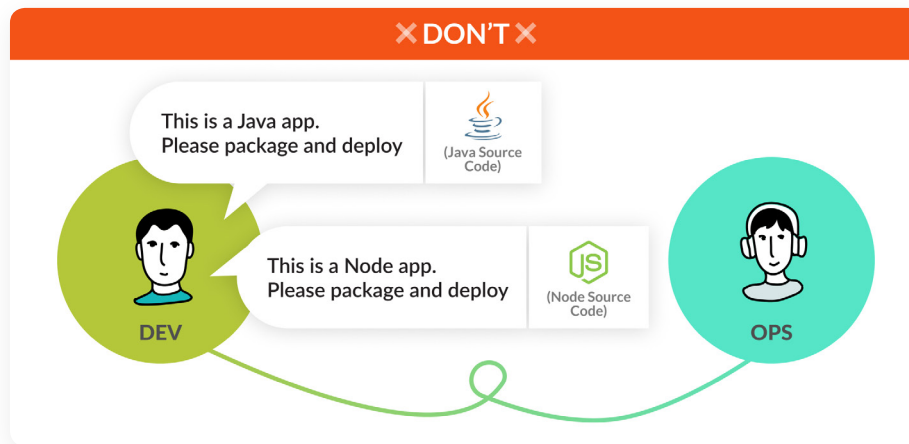 DON'T
This is a Java app.
Please package and deploy
(Java Source
Code)
This is a Node app.
Please package and deploy
JS
(Node Source
Code)
DEV
OPS